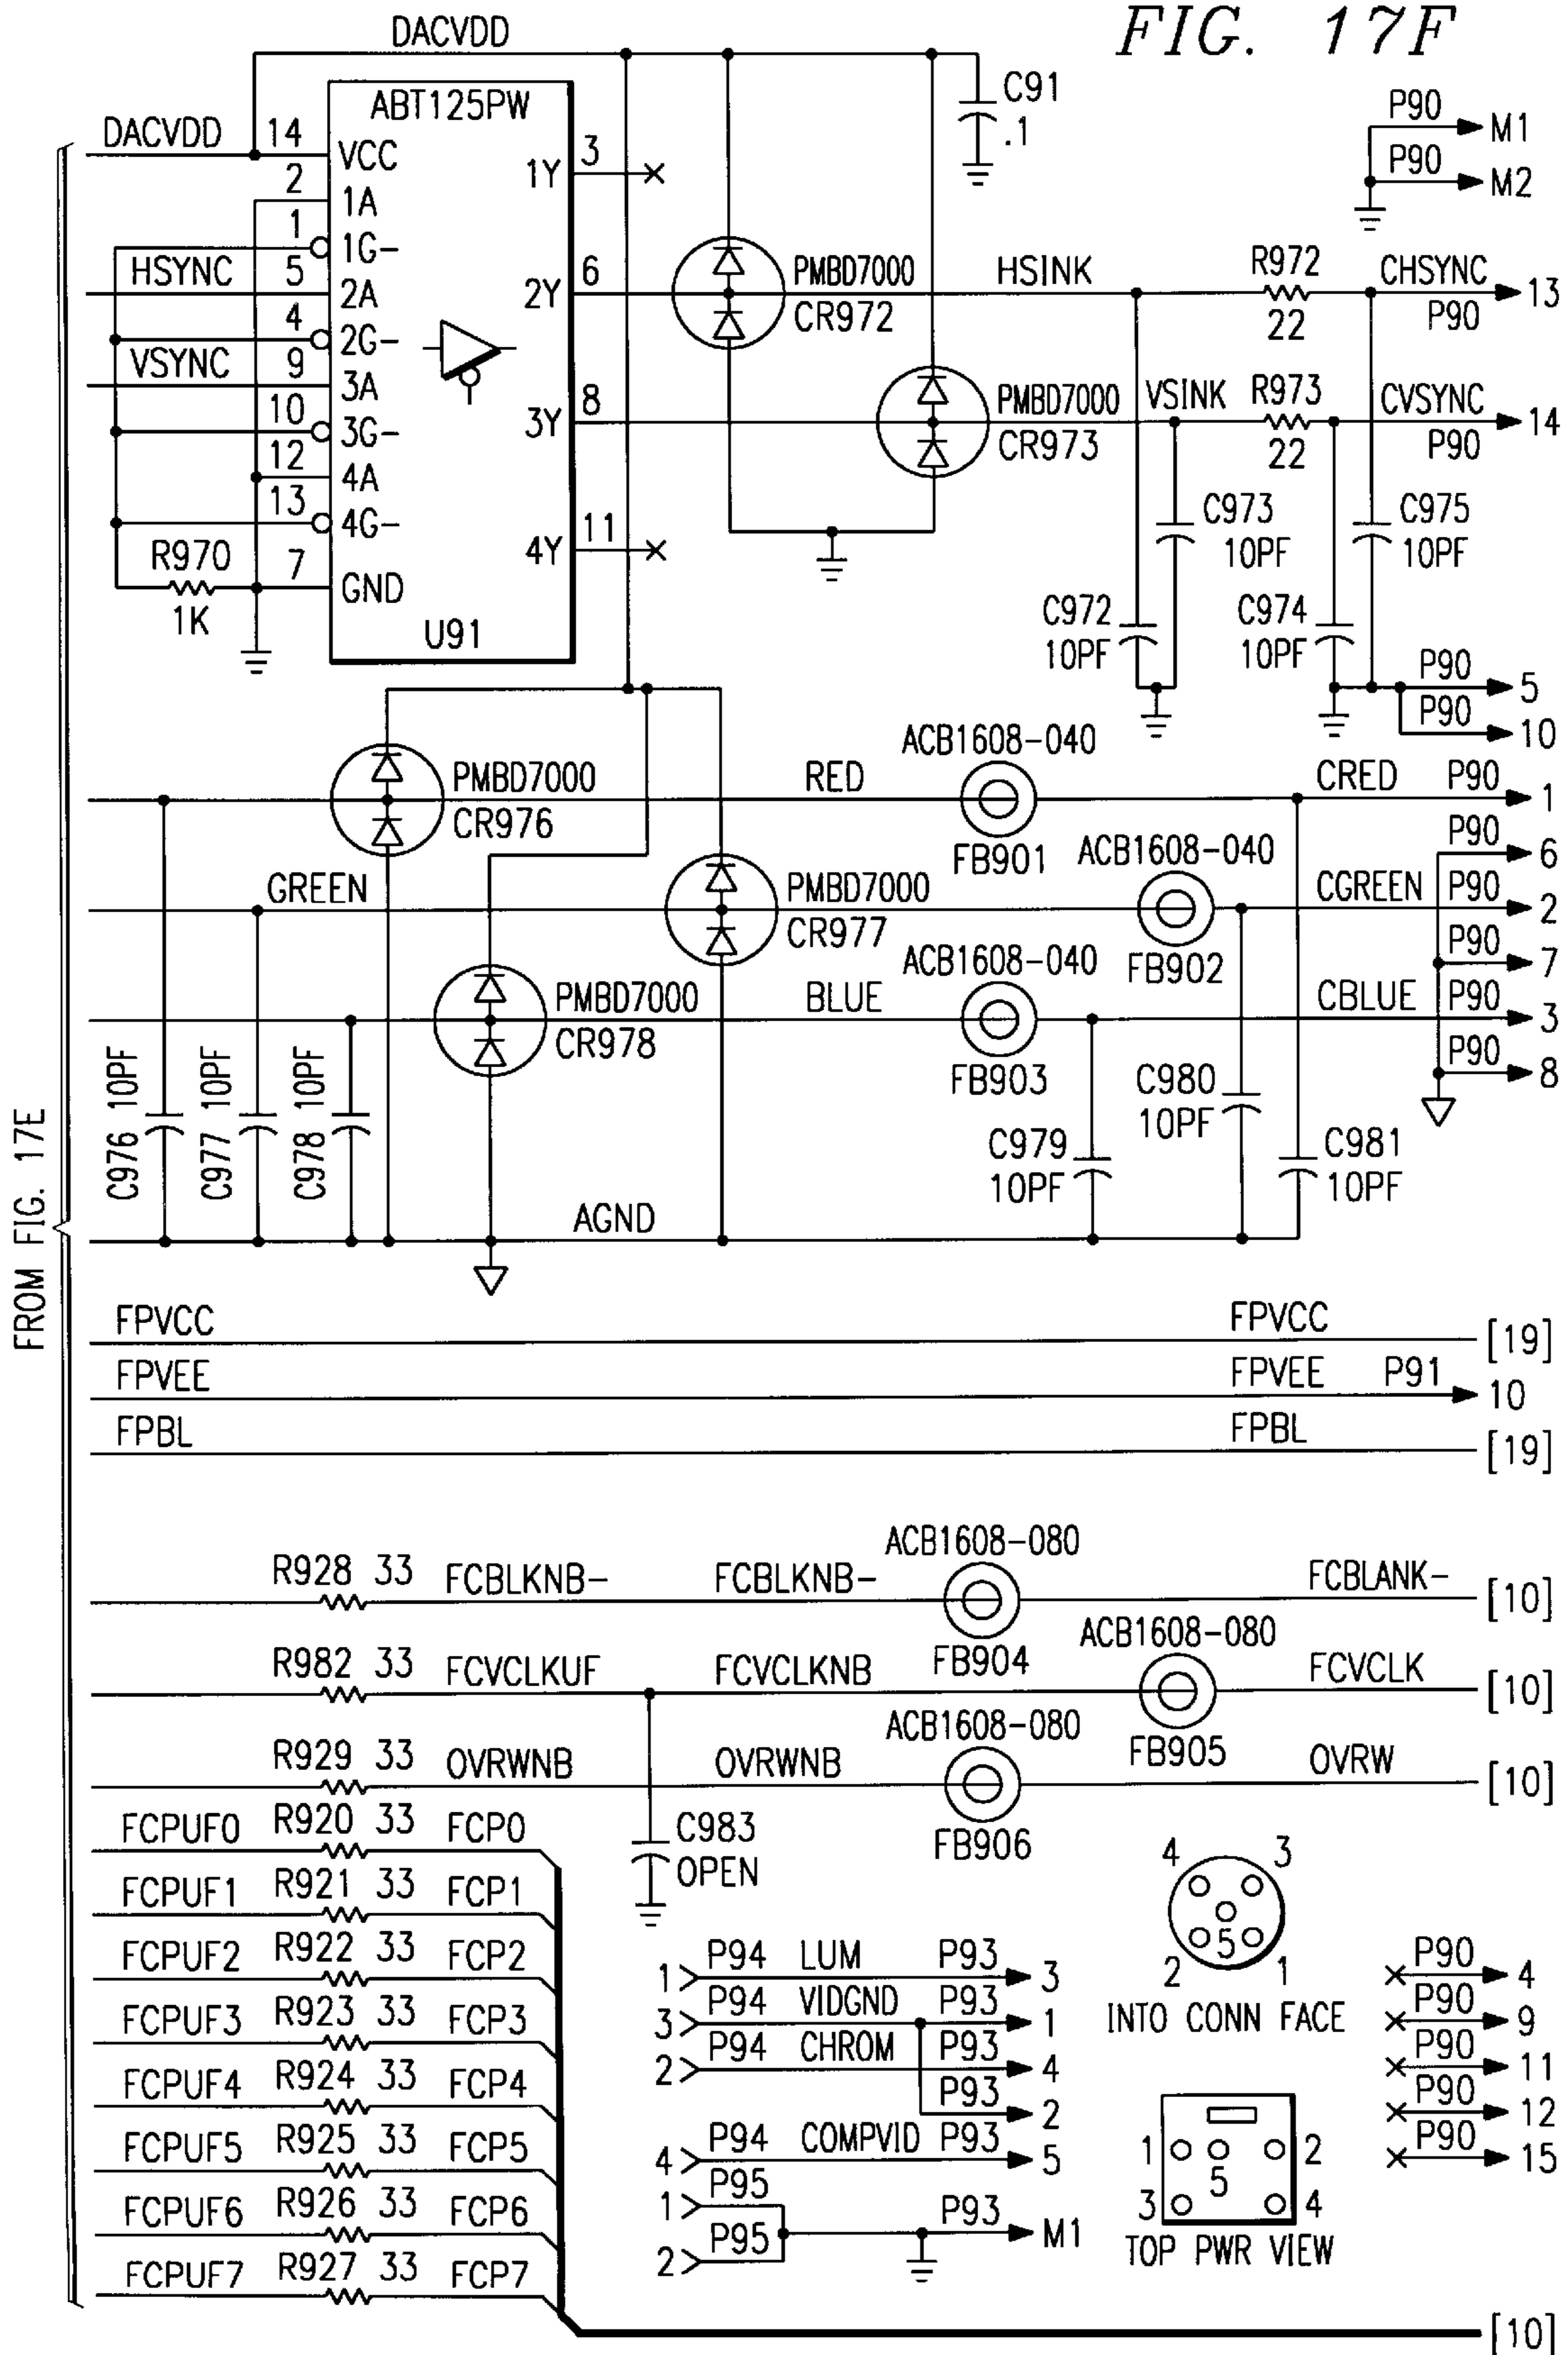 FIG. 17F
DACVDD
ABT125PW
C91
.1
P90
M1
P90
M2
DACVDD 14 VCC
2 1A
1 1G-
HSYNC 5 2A
4 2G-
VSYNC 9 3A
10 3G-
12 4A
13 4G-
R970
1K
7 GND
U91
1Y 3
2Y 6
3Y 8
4Y 11
PMBD7000
CR972
HSINK
R972
22
CHSYNC
P90
13
PMBD7000
CR973
VSINK
R973
22
CVSYNC
P90
14
C973
10PF
C975
10PF
C972
10PF
C974
10PF
P90
5
P90
10
PMBD7000
CR976
RED
ACB1608-040
FB901
CRED P90
1
P90
6
GREEN
PMBD7000
CR977
ACB1608-040
FB902
CGREEN P90
2
P90
7
PMBD7000
CR978
BLUE
ACB1608-040
FB903
CBLUE P90
3
P90
8
C976 10PF
C977 10PF
C978 10PF
C979
10PF
C980
10PF
C981
10PF
AGND
FROM FIG. 17E
FPVCC FPVCC [19]
FPVEE FPVEE P91 10
FPBL FPBL [19]
R928 33 FCBLKNB- FCBLKNB- ACB1608-080 FB904 FCBLANK- [10]
R982 33 FCVCLKUF FCVCLKNB ACB1608-080 FB905 FCVCLK [10]
R929 33 OVRWNB OVRWNB ACB1608-080 FB906 OVRW [10]
C983
OPEN
FCPUF0 R920 33 FCP0
FCPUF1 R921 33 FCP1
FCPUF2 R922 33 FCP2
FCPUF3 R923 33 FCP3
FCPUF4 R924 33 FCP4
FCPUF5 R925 33 FCP5
FCPUF6 R926 33 FCP6
FCPUF7 R927 33 FCP7
[10]
1 P94 LUM P93 3
3 P94 VIDGND P93 1
2 P94 CHROM P93 4
P93 2
4 P94 COMPVID P93 5
1 P95
2 P95
P93 M1
4 3
5
2 1
INTO CONN FACE
1 2
5
3 4
TOP PWR VIEW
P90 4
P90 9
P90 11
P90 12
P90 15